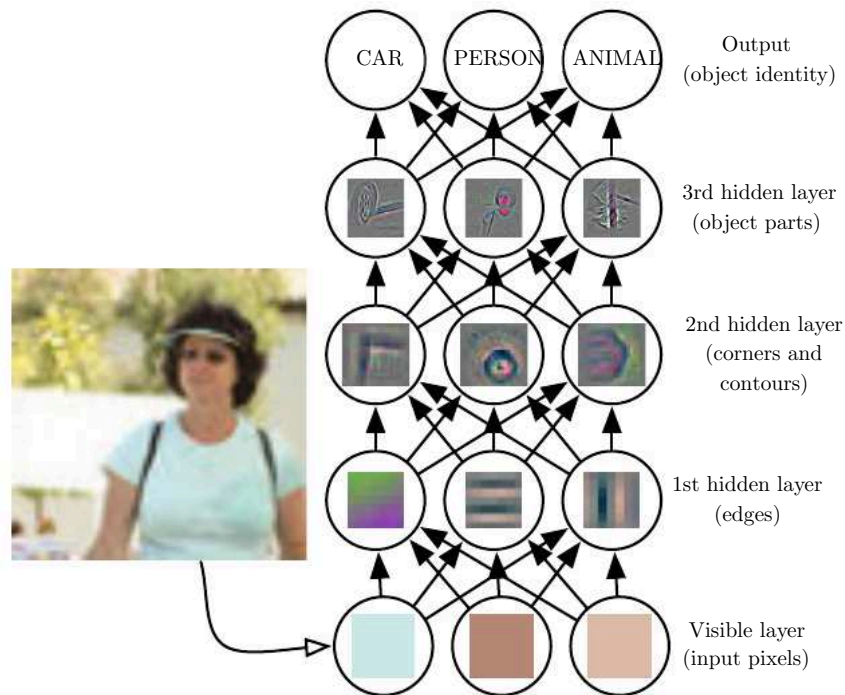 CAR PERSON ANIMAL
Output
(object identity)
3rd hidden layer
(object parts)
2nd hidden layer
(corners and
contours)
1st hidden layer
(edges)
Visible layer
(input pixels)